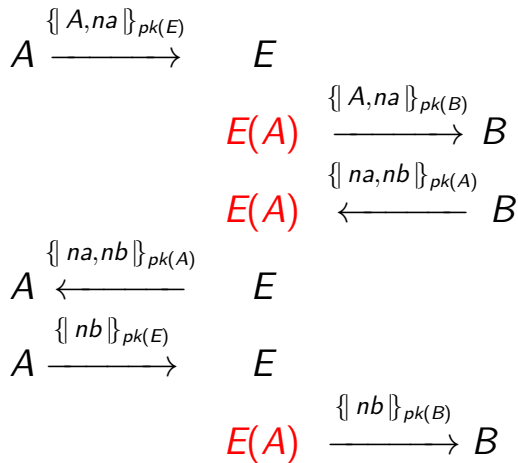 A {| A,na |}pk(E) → E
E(A) {| A,na |}pk(B) → B
E(A) {| na,nb |}pk(A) ← B
A {| na,nb |}pk(A) ← E
A {| nb |}pk(E) → E
E(A) {| nb |}pk(B) → B